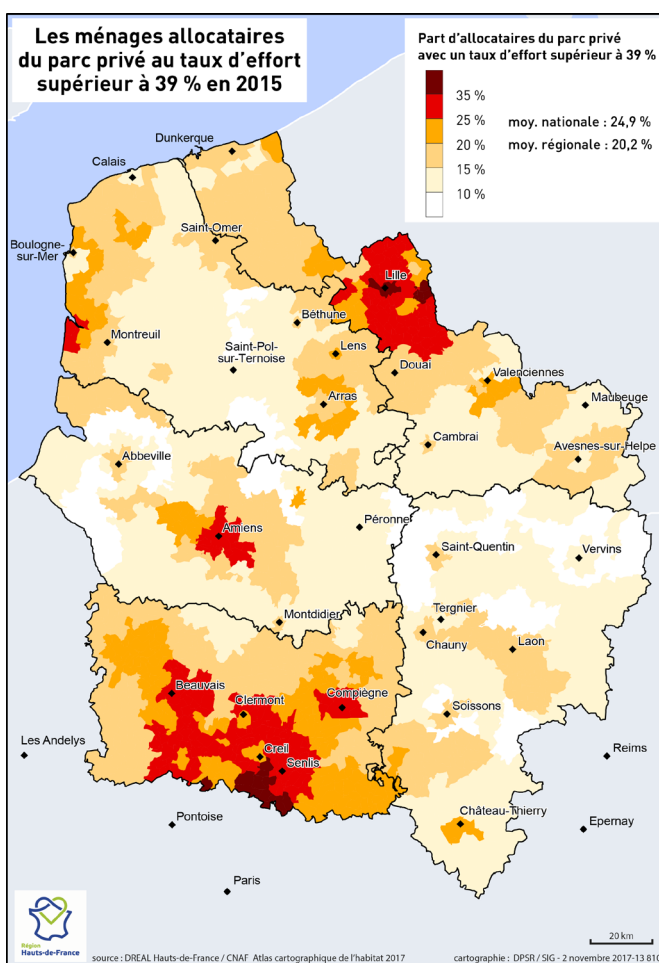 Les ménages allocataires
du parc privé au taux d'effort
supérieur à 39 % en 2015
Part d'allocataires du parc privé
avec un taux d'effort supérieur à 39 %
35 %
25 %
moy. nationale : 24,9 %
20 %
moy. régionale : 20,2 %
15 %
10 %
Dunkerque
Calais
Saint-Omer
Boulogne-
sur-Mer
Lille
Béthune
Montreuil
Saint-Pol
sur-Ternoise
Lens
Douai
Valenciennes
Maubeuge
Arras
Cambrai
Avesnes-sur-Helpe
Abbeville
Amiens
Péronne
Saint-Quentin
Vervins
Montdidier
Tergnier
Chauny
Laon
Beauvais
Clermont
Compiègne
Soissons
Creil
Senlis
Les Andelys
Reims
Château-Thierry
Pontoise
Epernay
Paris
Région
Hauts-de-France
20 km
source : DREAL Hauts-de-France / CNAF Atlas cartographique de l'habitat 2017
cartographie : DPSR / SIG - 2 novembre 2017-13 810